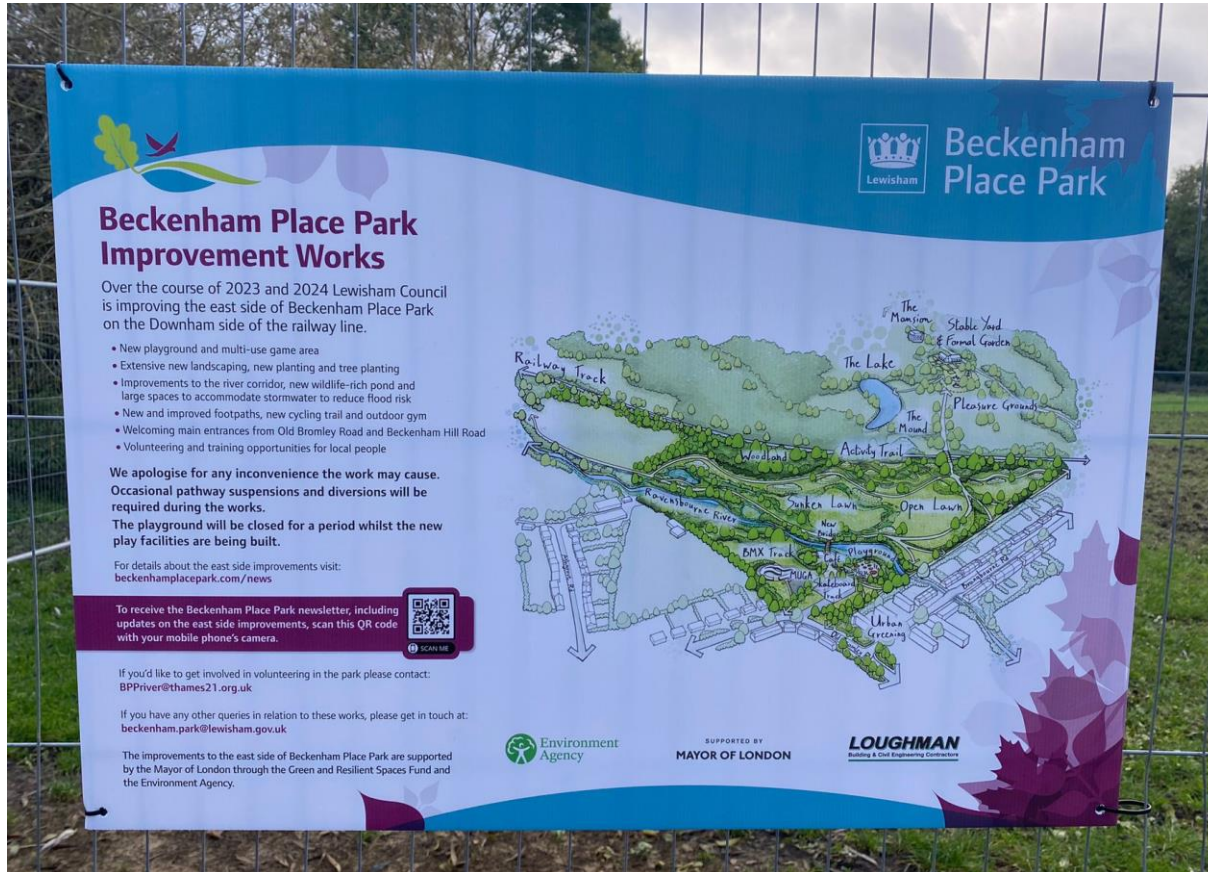 Lewisham
Beckenham
Place Park
Beckenham Place Park
Improvement Works
Over the course of 2023 and 2024 Lewisham Council
is improving the east side of Beckenham Place Park
on the Downham side of the railway line.
• New playground and multi-use game area
• Extensive new landscaping, new planting and tree planting
• Improvements to the river corridor, new wildlife-rich pond and
large spaces to accommodate stormwater to reduce flood risk
• New and improved footpaths, new cycling trail and outdoor gym
• Welcoming main entrances from Old Bromley Road and Beckenham Hill Road
• Volunteering and training opportunities for local people
We apologise for any inconvenience the work may cause.
Occasional pathway suspensions and diversions will be
required during the works.
The playground will be closed for a period whilst the new
play facilities are being built.
For details about the east side improvements visit:
beckenhamplacepark.com/news
To receive the Beckenham Place Park newsletter, including
updates on the east side improvements, scan this QR code
with your mobile phone's camera.
SCAN ME
If you'd like to get involved in volunteering in the park please contact:
BPPriver@thames21.org.uk
If you have any other queries in relation to these works, please get in touch at:
beckenham.park@lewisham.gov.uk
The improvements to the east side of Beckenham Place Park are supported
by the Mayor of London through the Green and Resilient Spaces Fund and
the Environment Agency.
The
Mansion
Stable Yard
& Formal Garden
Railway Track
The Lake
Pleasure Grounds
The
Mound
Woodland
Activity Trail
Ravensbourne River
Sunken Lawn
Open Lawn
New
Bridge
BMX Track
Café
Playground
MUGA
Skateboard
Track
Urban
Greening
Environment
Agency
SUPPORTED BY
MAYOR OF LONDON
LOUGHMAN
Building & Civil Engineering Contractors